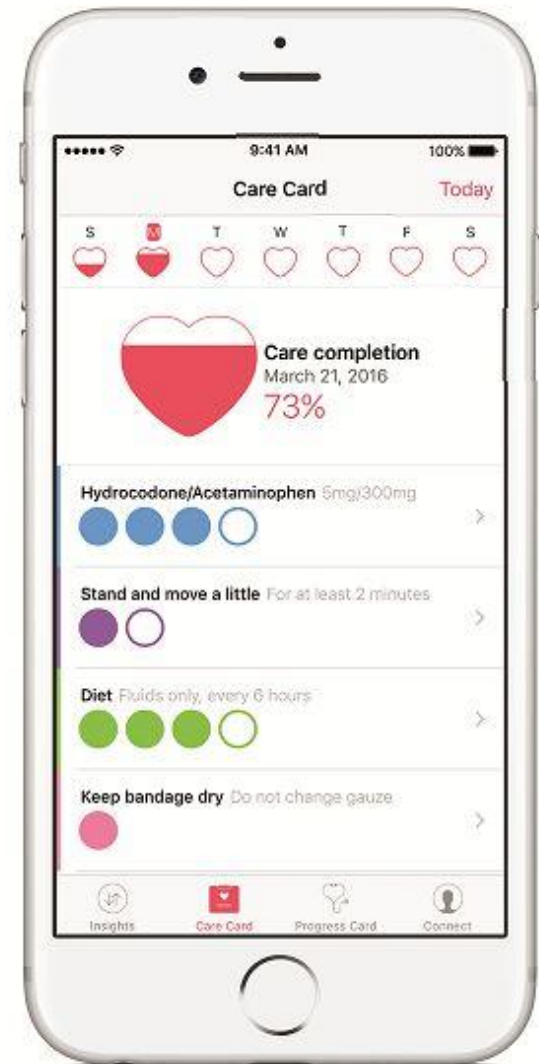 9:41 AM 100%
Care Card Today
S M T W T F S
Care completion
March 21, 2016
73%
Hydrocodone/Acetaminophen 5mg/300mg
Stand and move a little For at least 2 minutes
Diet Fluids only, every 6 hours
Keep bandage dry Do not change gauze
Insights Care Card Progress Card Connect